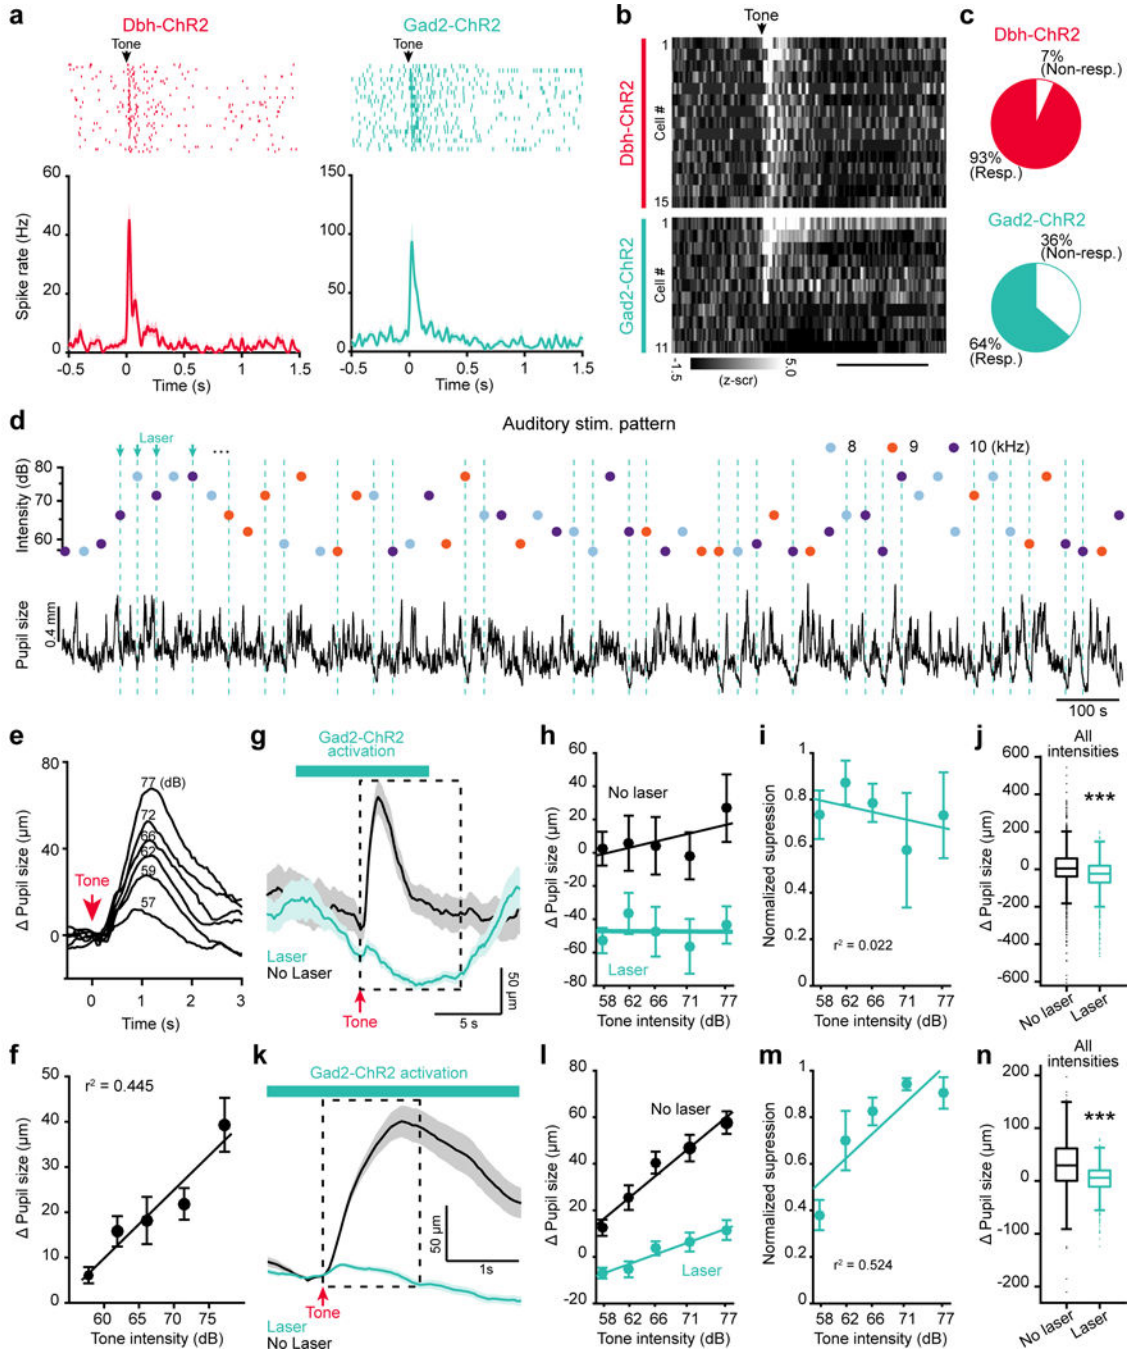 a
Dbh-ChR2
Gad2-ChR2
Tone
Tone
60
40
20
0
Spike rate (Hz)
-0.5 0 0.5 1 1.5
Time (s)
150
100
50
0
-0.5 0 0.5 1 1.5
Time (s)
b
Tone
Dbh-ChR2
Cell #
1
15
Gad2-ChR2
Cell #
1
11
-1.5
5.0
(z-scr)
c
Dbh-ChR2
7%
(Non-resp.)
93%
(Resp.)
Gad2-ChR2
36%
(Non-resp.)
64%
(Resp.)
d
Auditory stim. pattern
Laser
...
8 9 10 (kHz)
80
70
60
Intensity (dB)
Pupil size
0.4 mm
100 s
e
80
40
0
Δ Pupil size (µm)
77 (dB)
72
66
62
59
57
Tone
0 1 2 3
Time (s)
g
Gad2-ChR2
activation
Laser
No Laser
Tone
50 µm
5 s
h
60
40
20
0
-20
-40
-60
-80
Δ Pupil size (µm)
No laser
Laser
58 62 66 71 77
Tone intensity (dB)
i
1
0.8
0.6
0.4
0.2
0
Normalized supression
r² = 0.022
58 62 66 71 77
Tone intensity (dB)
j
All
intensities
600
400
200
0
-200
-400
-600
Δ Pupil size (µm)
***
No laser
Laser
f
50
40
30
20
10
0
Δ Pupil size (µm)
r² = 0.445
60 65 70 75
Tone intensity (dB)
k
Gad2-ChR2 activation
50 µm
1s
Tone
Laser
No Laser
l
80
60
40
20
0
-20
Δ Pupil size (µm)
No laser
Laser
58 62 66 71 77
Tone intensity (dB)
m
1
0.8
0.6
0.4
0.2
0
Normalized supression
r² = 0.524
58 62 66 71 77
Tone intensity (dB)
n
All
intensities
200
100
0
-100
-200
Δ Pupil size (µm)
***
No laser
Laser